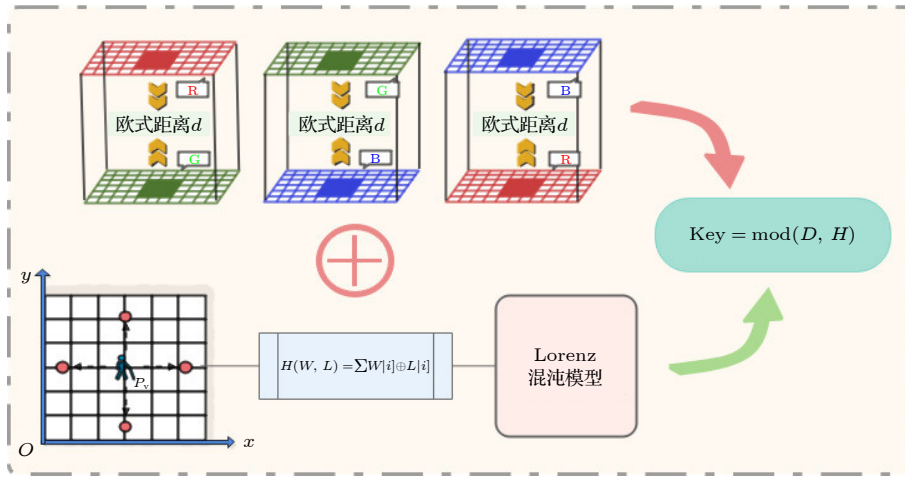 R
G
B
欧式距离d
欧式距离d
欧式距离d
G
B
R
Key = mod(D, H)
y
P_v
O
x
H(W, L) = ∑W|i]⊕L|i]
Lorenz
混沌模型